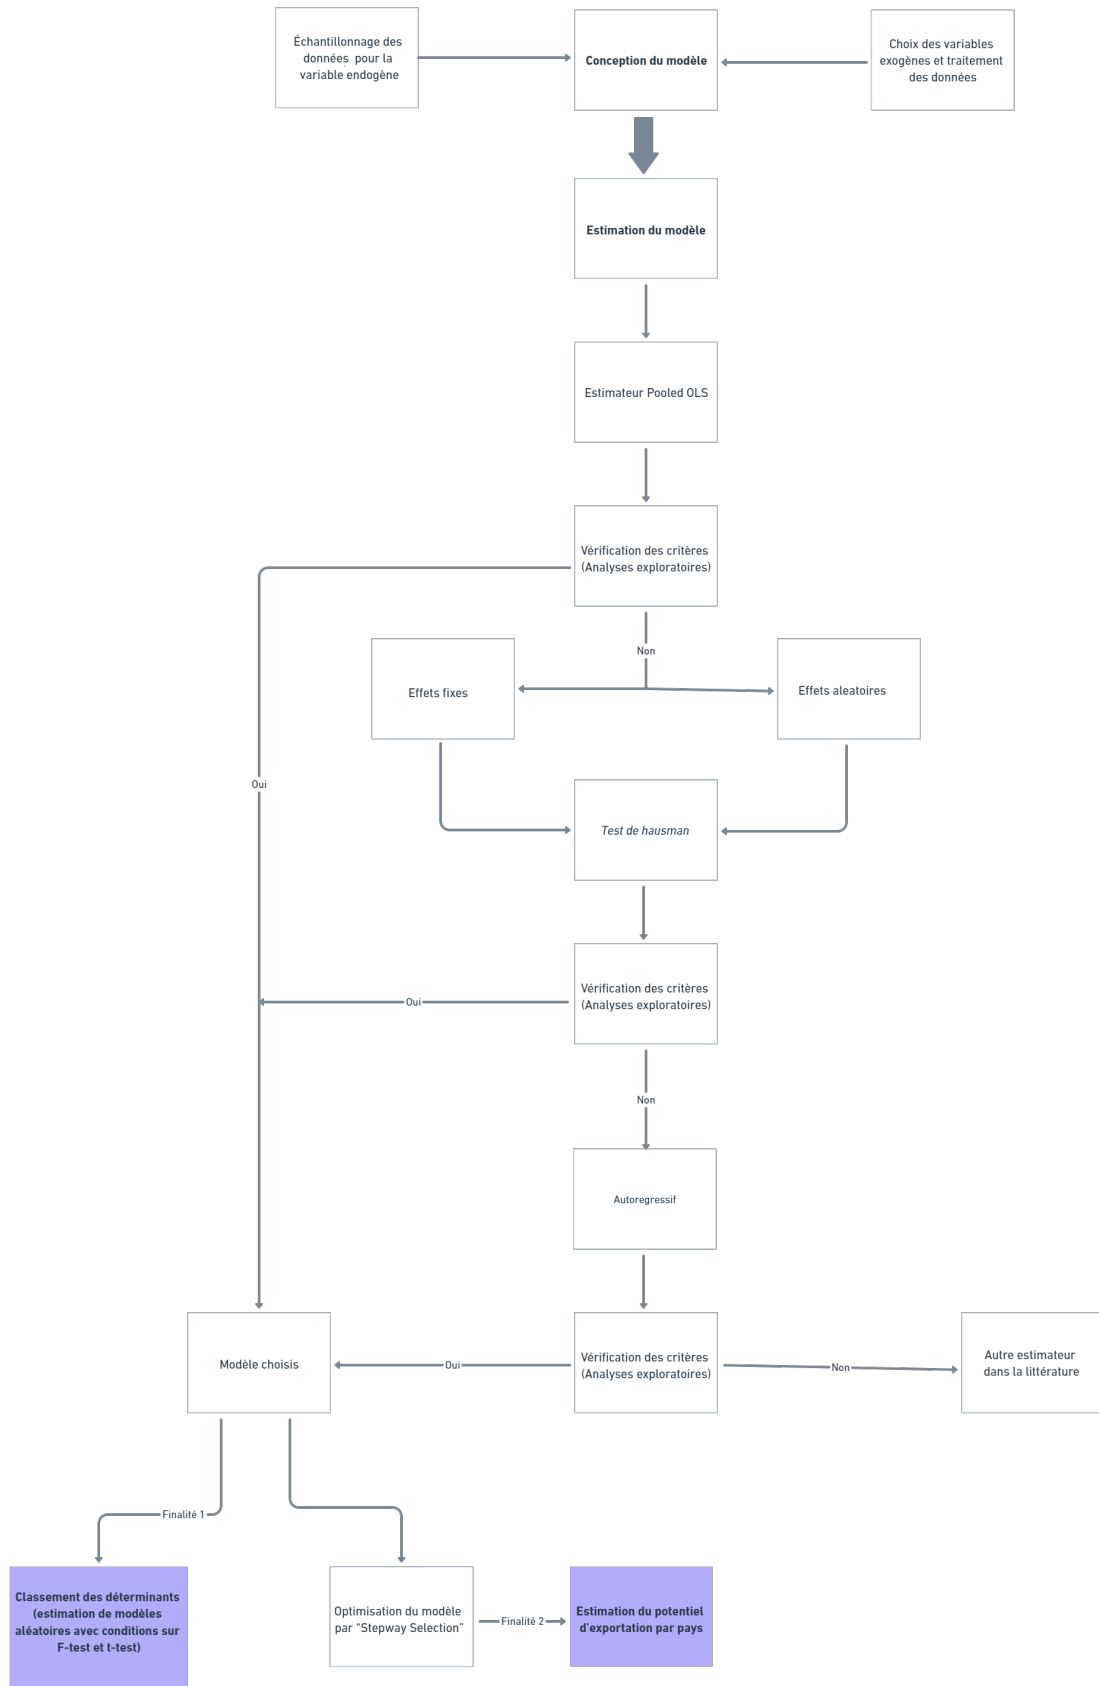 Échantillonnage des
données pour la
variable endogène
Conception du modèle
Choix des variables
exogènes et traitement
des données
Estimation du modèle
Estimateur Pooled OLS
Vérification des critères
(Analyses exploratoires)
Non
Effets fixes
Effets aleatoires
Oui
Test de hausman
Vérification des critères
(Analyses exploratoires)
Oui
Non
Autoregressif
Modèle choisis
Oui
Vérification des critères
(Analyses exploratoires)
Non
Autre estimateur
dans la littérature
Finalité 1
Classement des déterminants
(estimation de modèles
aléatoires avec conditions sur
F-test et t-test)
Optimisation du modèle
par “Stepway Selection”
Finalité 2
Estimation du potentiel
d’exportation par pays